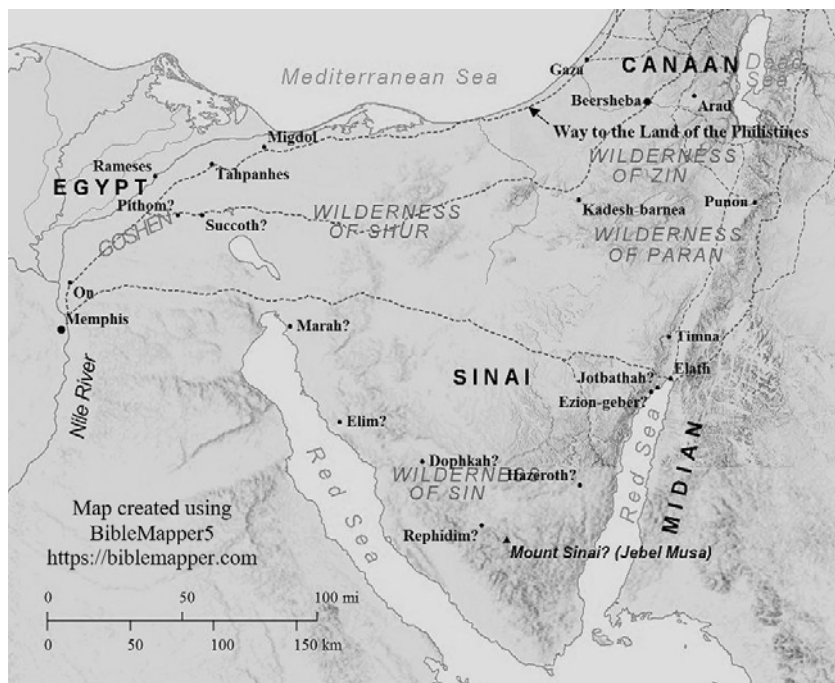 Mediterranean Sea
Gaza
CANAAN
Dead
Sea
Beersheba
Arad
Way to the Land of the Philistines
Migdol
Rameses
Tahpanhes
WILDERNESS
OF ZIN
EGYPT
Pithom?
GOSHEN
Succoth?
WILDERNESS
OF SHUR
Kadesh-barnea
Punon
WILDERNESS
OF PARAN
On
Memphis
Marah?
Timna
SINAI
Jotbathah?
Elath
Ezion-geber?
Nile River
Elim?
Red Sea
Red Sea
MIDIAN
Dophkah?
WILDERNESS
OF SIN
Hazeroth?
Rephidim?
Mount Sinai? (Jebel Musa)
Map created using
BibleMapper5
https://biblemapper.com
0 50 100 mi
0 50 100 150 km